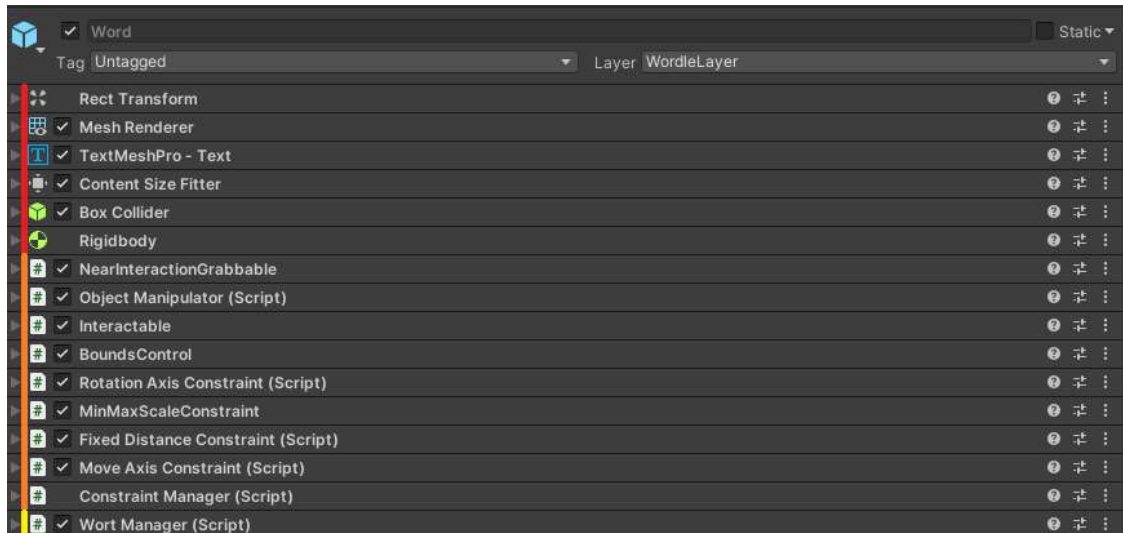 Word Static
Tag Untagged Layer WordleLayer
Rect Transform
Mesh Renderer
TextMeshPro - Text
Content Size Fitter
Box Collider
Rigidbody
NearInteractionGrabbable
Object Manipulator (Script)
Interactable
BoundsControl
Rotation Axis Constraint (Script)
MinMaxScaleConstraint
Fixed Distance Constraint (Script)
Move Axis Constraint (Script)
Constraint Manager (Script)
Wort Manager (Script)